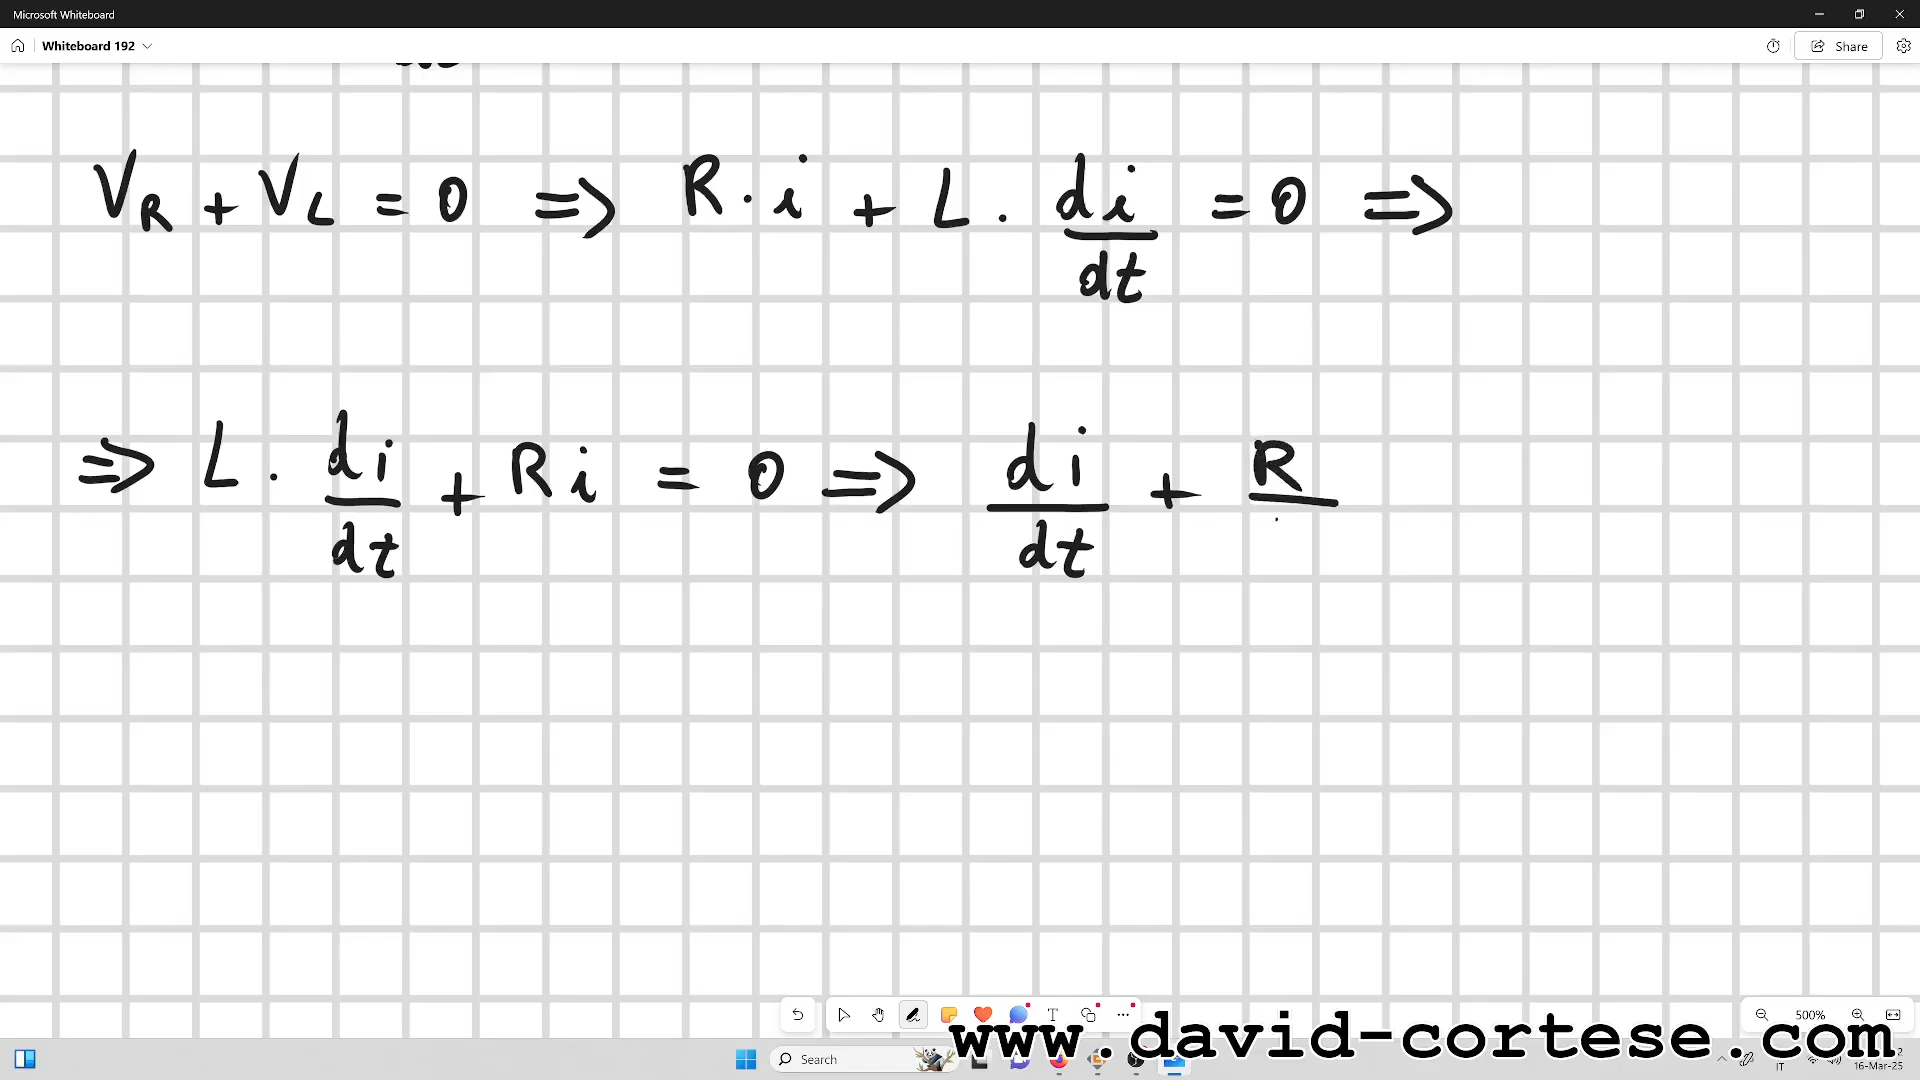 Microsoft Whiteboard
Whiteboard 192
Share
V_R + V_L = 0 => R · i + L · di/dt = 0 =>
=> L · di/dt + Ri = 0 => di/dt + R
500%
Search
IT
16-Mar-25
www.david-cortese.com